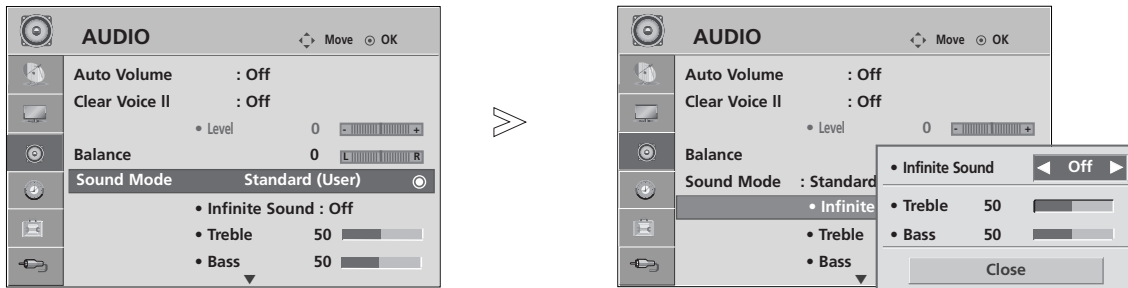 AUDIO
Move OK
Auto Volume : Off
Clear Voice II : Off
• Level 0 - +
Balance 0 L R
Sound Mode Standard (User)
• Infinite Sound : Off
• Treble 50
• Bass 50
AUDIO
Move OK
Auto Volume : Off
Clear Voice II : Off
• Level 0 - +
Balance
Sound Mode : Standard
• Infinite
• Treble
• Bass
• Infinite Sound Off
• Treble 50
• Bass 50
Close